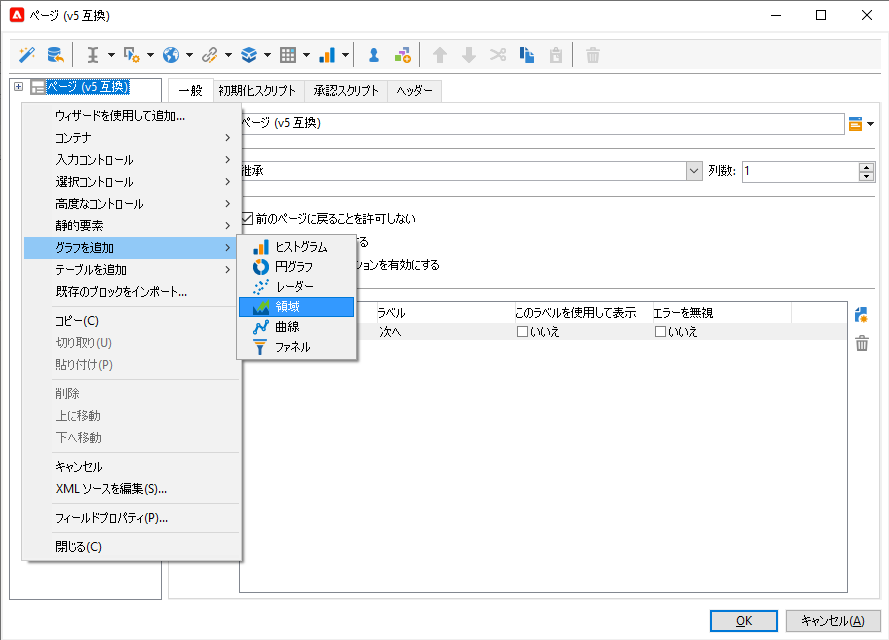 ページ (v5 互換)
ページ (v5 互換)
一般
初期化スクリプト
承認スクリプト
ヘッダー
ページ (v5 互換)
継承
列数:
1
前のページに戻ることを許可しない
る
ションを有効にする
ウィザードを使用して追加...
コンテナ
入力コントロール
選択コントロール
高度なコントロール
静的要素
グラフを追加
テーブルを追加
既存のブロックをインポート...
コピー(C)
切り取り(U)
貼り付け(P)
削除
上に移動
下へ移動
キャンセル
XML ソースを編集(S)...
フィールドプロパティ(P)...
閉じる(C)
ヒストグラム
円グラフ
レーダー
領域
曲線
ファネル
ラベル
このラベルを使用して表示
エラーを無視
次へ
いいえ
いいえ
OK
キャンセル(A)